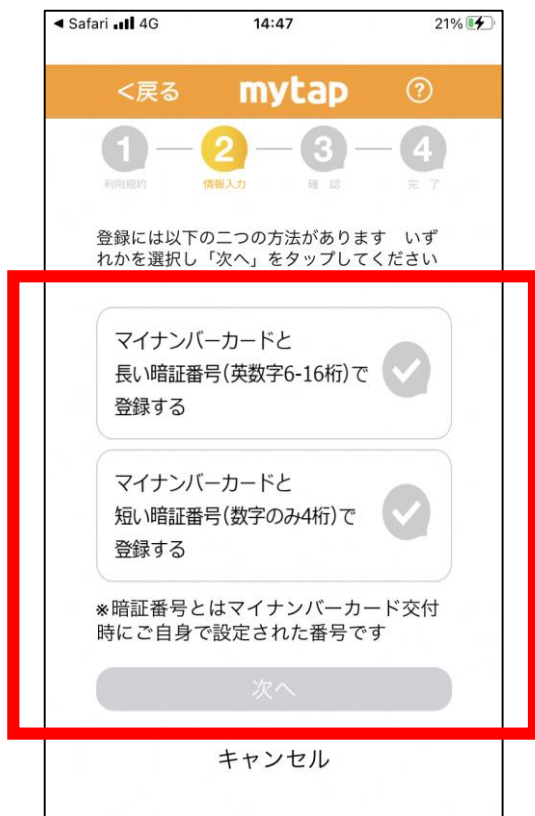 Safari 4G 14:47 21%
<戻る mytap ?
1 2 3 4
利用規約 情報入力 確 認 完 了
登録には以下の二つの方法があります いず
れかを選択し「次へ」をタップしてください
マイナンバーカードと
長い暗証番号(英数字6-16桁)で
登録する
マイナンバーカードと
短い暗証番号(数字のみ4桁)で
登録する
※暗証番号とはマイナンバーカード交付
時にご自身で設定された番号です
次へ
キャンセル